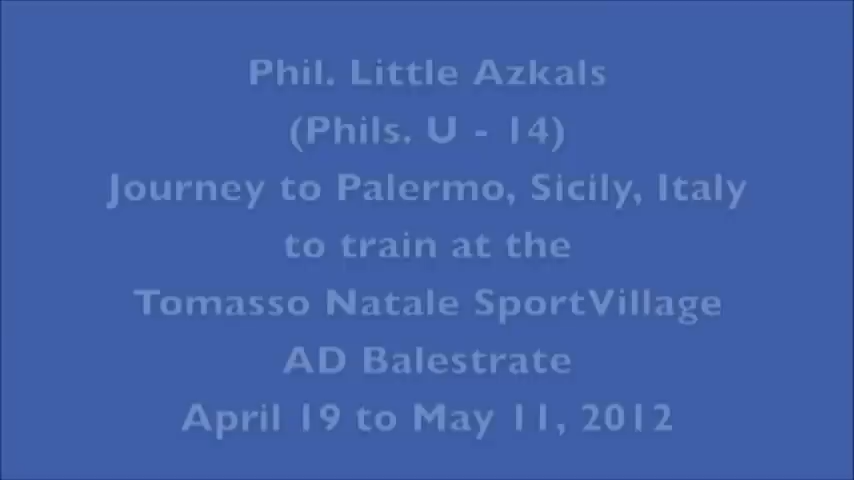 Phil. Little Azkals
(Phils. U - 14)
Journey to Palermo, Sicily, Italy
to train at the
Tomasso Natale SportVillage
AD Balestrate
April 19 to May 11, 2012